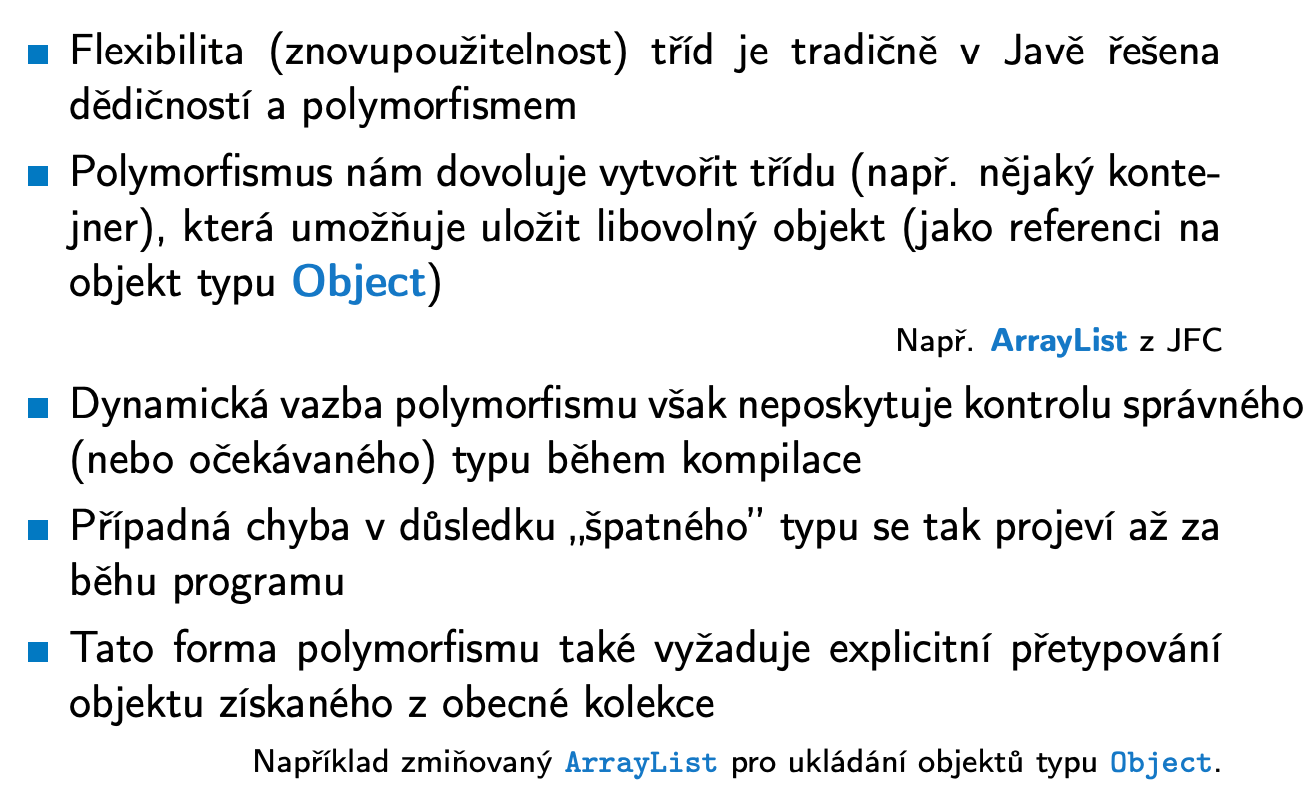 Flexibilita (znovupoužitelnost) tříd je tradičně v Javě řešena
dědičností a polymorfismem
Polymorfismus nám dovoluje vytvořit třídu (např. nějaký konte-
jner), která umožňuje uložit libovolný objekt (jako referenci na
objekt typu Object)
Např. ArrayList z JFC
Dynamická vazba polymorfismu však neposkytuje kontrolu správného
(nebo očekávaného) typu během kompilace
Případná chyba v důsledku „špatného" typu se tak projeví až za
běhu programu
Tato forma polymorfismu také vyžaduje explicitní přetypování
objektu získaného z obecné kolekce
Například zmiňovaný ArrayList pro ukládání objektů typu Object.